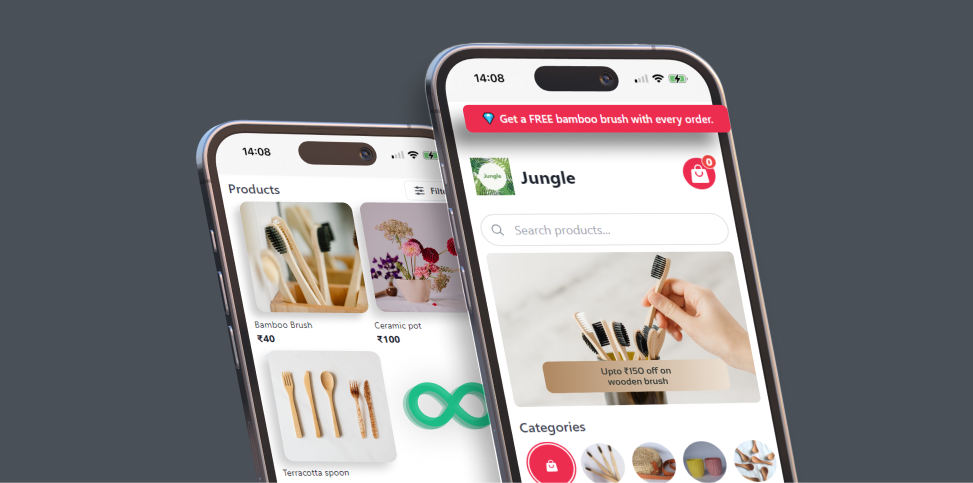 14:08
Products
Filte
Bamboo Brush
₹40
Ceramic pot
₹100
Terracotta spoon
14:08
Get a FREE bamboo brush with every order.
Jungle
Jungle
0
Search products...
Upto ₹150 off on
wooden brush
Categories